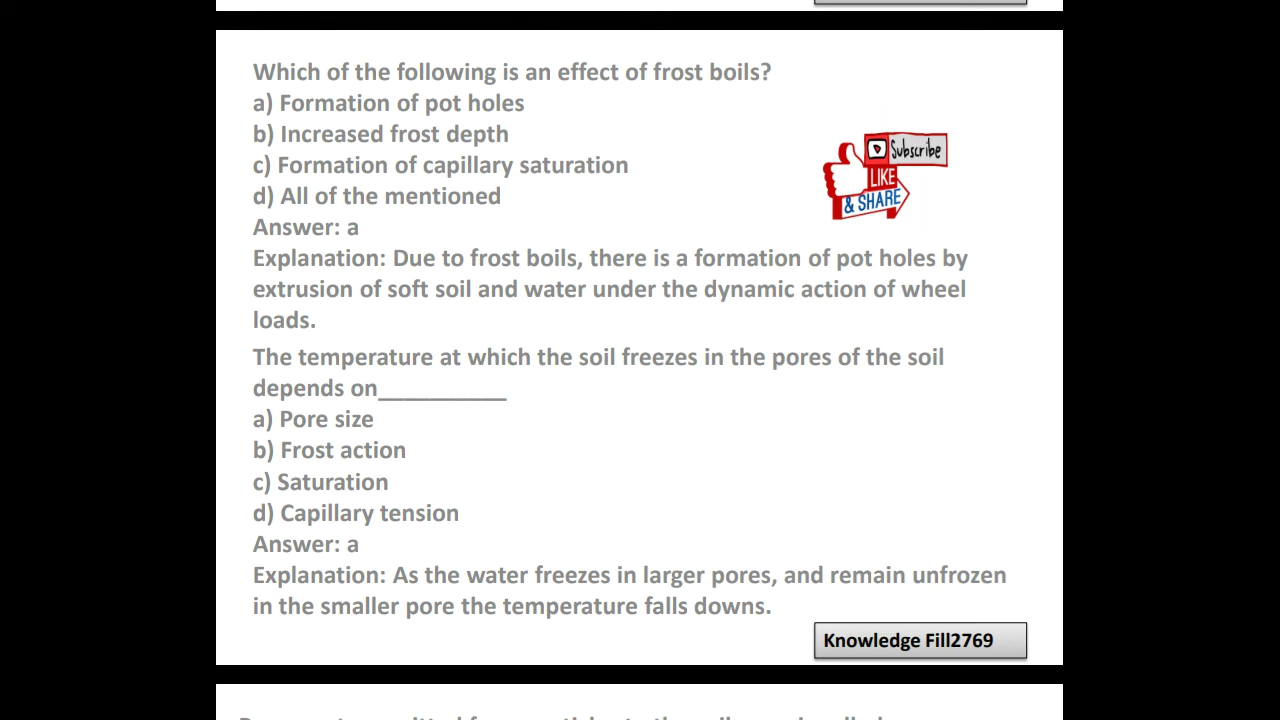 Which of the following is an effect of frost boils?
a) Formation of pot holes
b) Increased frost depth
c) Formation of capillary saturation
d) All of the mentioned
Answer: a
Explanation: Due to frost boils, there is a formation of pot holes by
extrusion of soft soil and water under the dynamic action of wheel
loads.
Subscribe
LIKE
& SHARE
The temperature at which the soil freezes in the pores of the soil
depends on__________
a) Pore size
b) Frost action
c) Saturation
d) Capillary tension
Answer: a
Explanation: As the water freezes in larger pores, and remain unfrozen
in the smaller pore the temperature falls downs.
Knowledge Fill2769